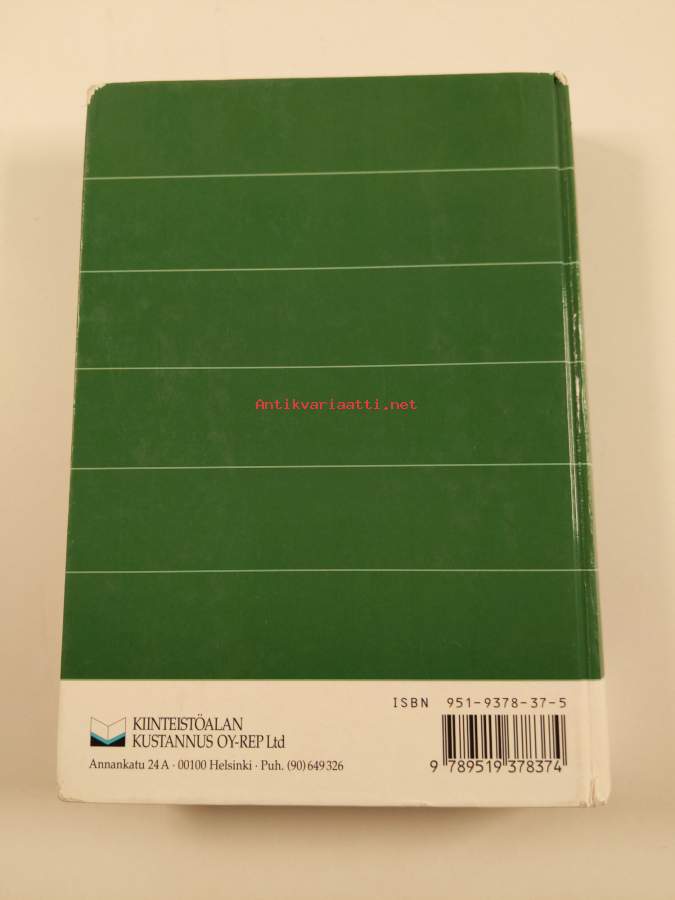 Antikvariaatti.net
ISBN 951-9378-37-5
KIINTEISTÖALAN
KUSTANNUS OY-REP Ltd
Annankatu 24 A · 00100 Helsinki · Puh. (90) 649 326
9 789519 378374